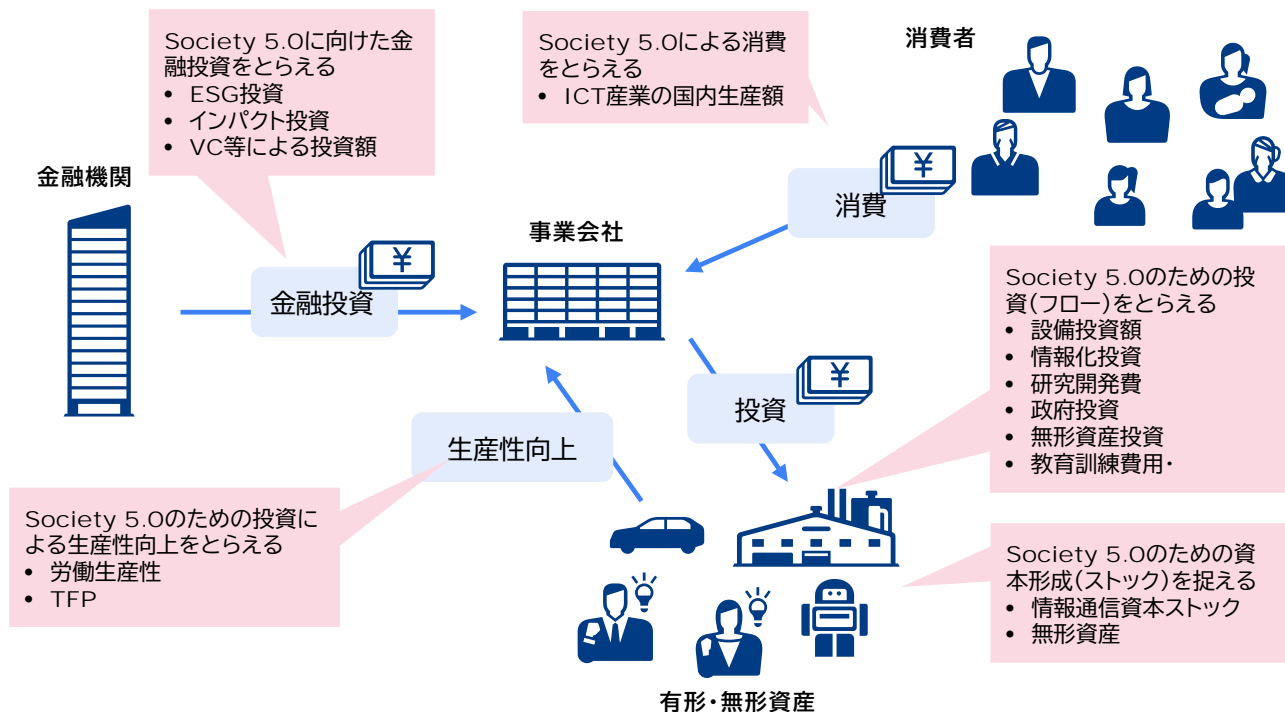 Society 5.0に向けた金
融投資をとらえる
• ESG投資
• インパクト投資
• VC等による投資額
Society 5.0による消費
をとらえる
• ICT産業の国内生産額
消費者
金融機関
¥
消費
事業会社
¥
金融投資
Society 5.0のための投
資(フロー)をとらえる
• 設備投資額
• 情報化投資
• 研究開発費
• 政府投資
• 無形資産投資
• 教育訓練費用・
¥
投資
生産性向上
Society 5.0のための投資に
よる生産性向上をとらえる
• 労働生産性
• TFP
Society 5.0のための資
本形成(ストック)を捉える
• 情報通信資本ストック
• 無形資産
有形・無形資産